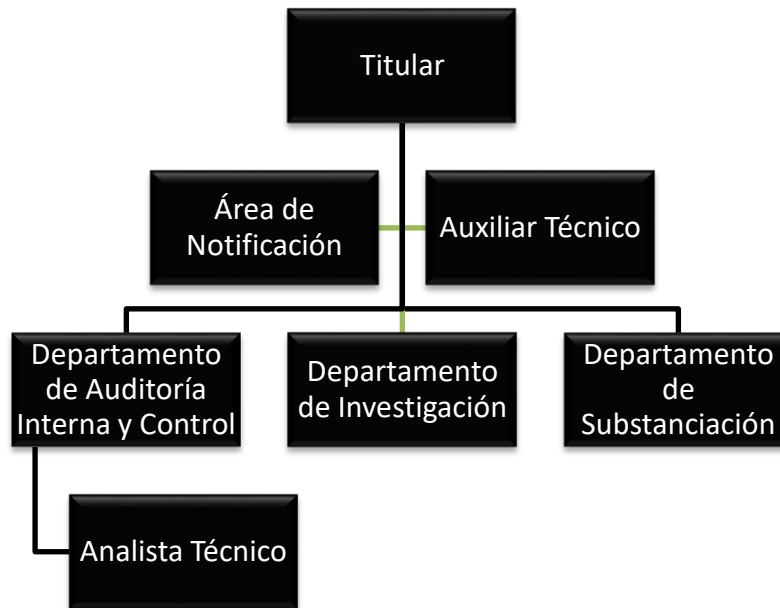 Titular
Área de
Notificación
Auxiliar Técnico
Departamento
de Auditoría
Interna y Control
Departamento
de Investigación
Departamento
de
Substanciación
Analista Técnico